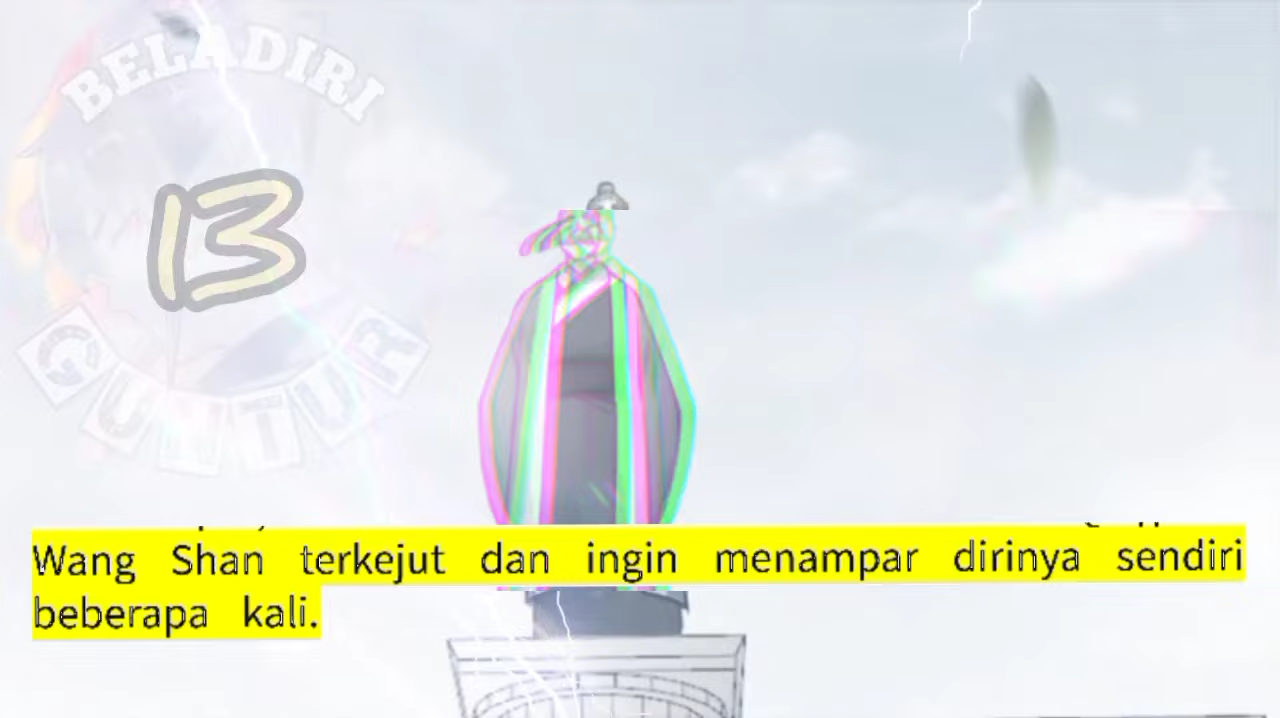 BELADIRI
13
GUNTUR
Wang Shan terkejut dan ingin menampar dirinya sendiri
beberapa kali.